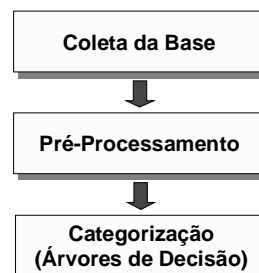 Coleta da Base
Pré-Processamento
Categorização
(Árvores de Decisão)